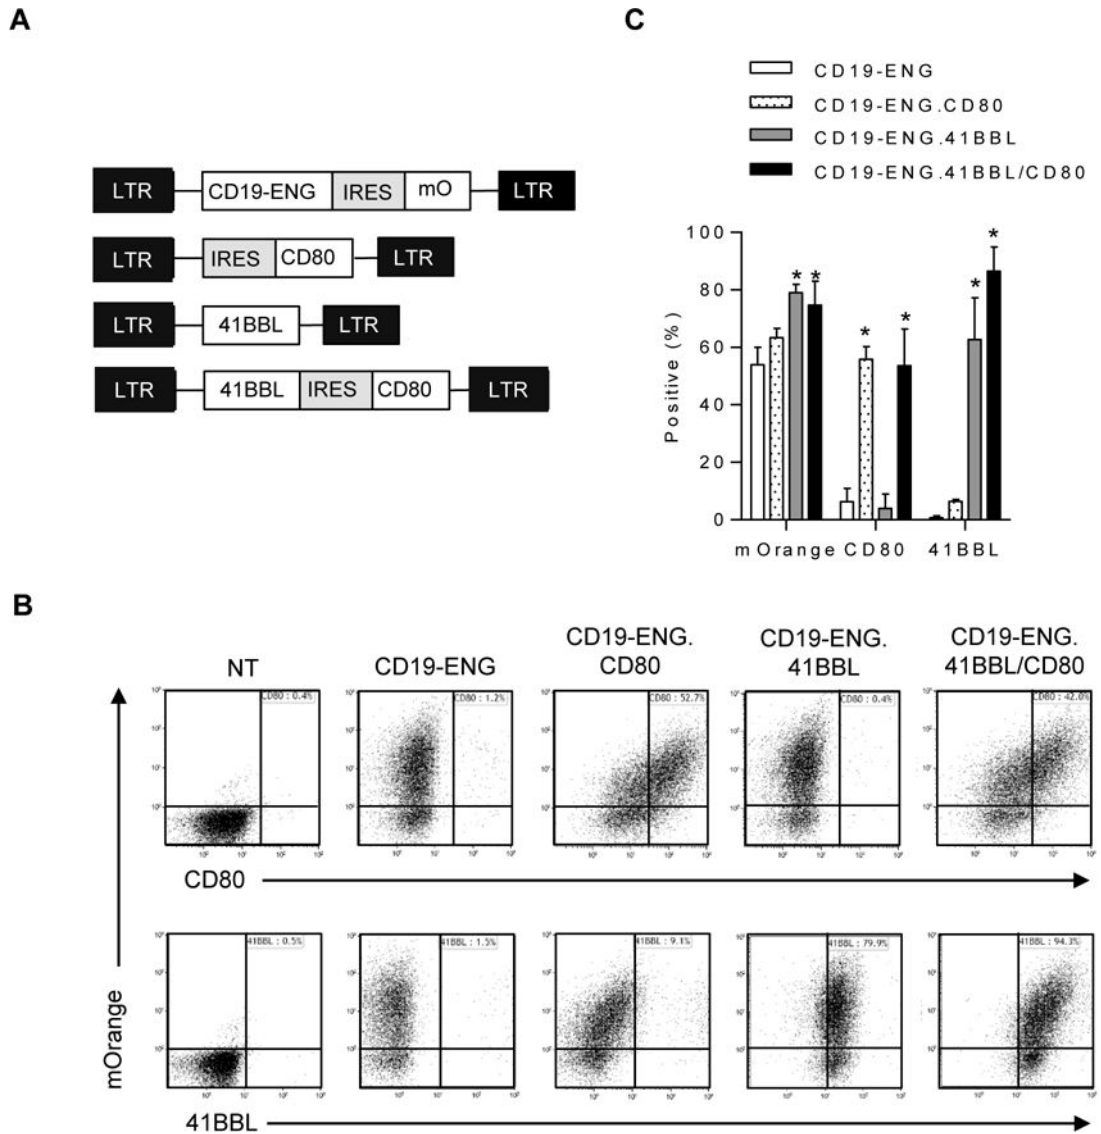 A
LTR CD19-ENG IRES mO LTR
LTR IRES CD80 LTR
LTR 41BBL LTR
LTR 41BBL IRES CD80 LTR
C
CD19-ENG
CD19-ENG.CD80
CD19-ENG.41BBL
CD19-ENG.41BBL/CD80
Positive (%)
100
80
60
40
20
0
* * * * * *
mOrange CD80 41BBL
B
NT
CD19-ENG
CD19-ENG.
CD80
CD19-ENG.
41BBL
CD19-ENG.
41BBL/CD80
CD80 : 0.4%
CD80 : 1.2%
CD80 : 52.7%
CD80 : 0.4%
CD80 : 42.0%
CD80
41BBL : 0.5%
41BBL : 1.5%
41BBL : 9.1%
41BBL : 79.9%
41BBL : 94.3%
41BBL
mOrange